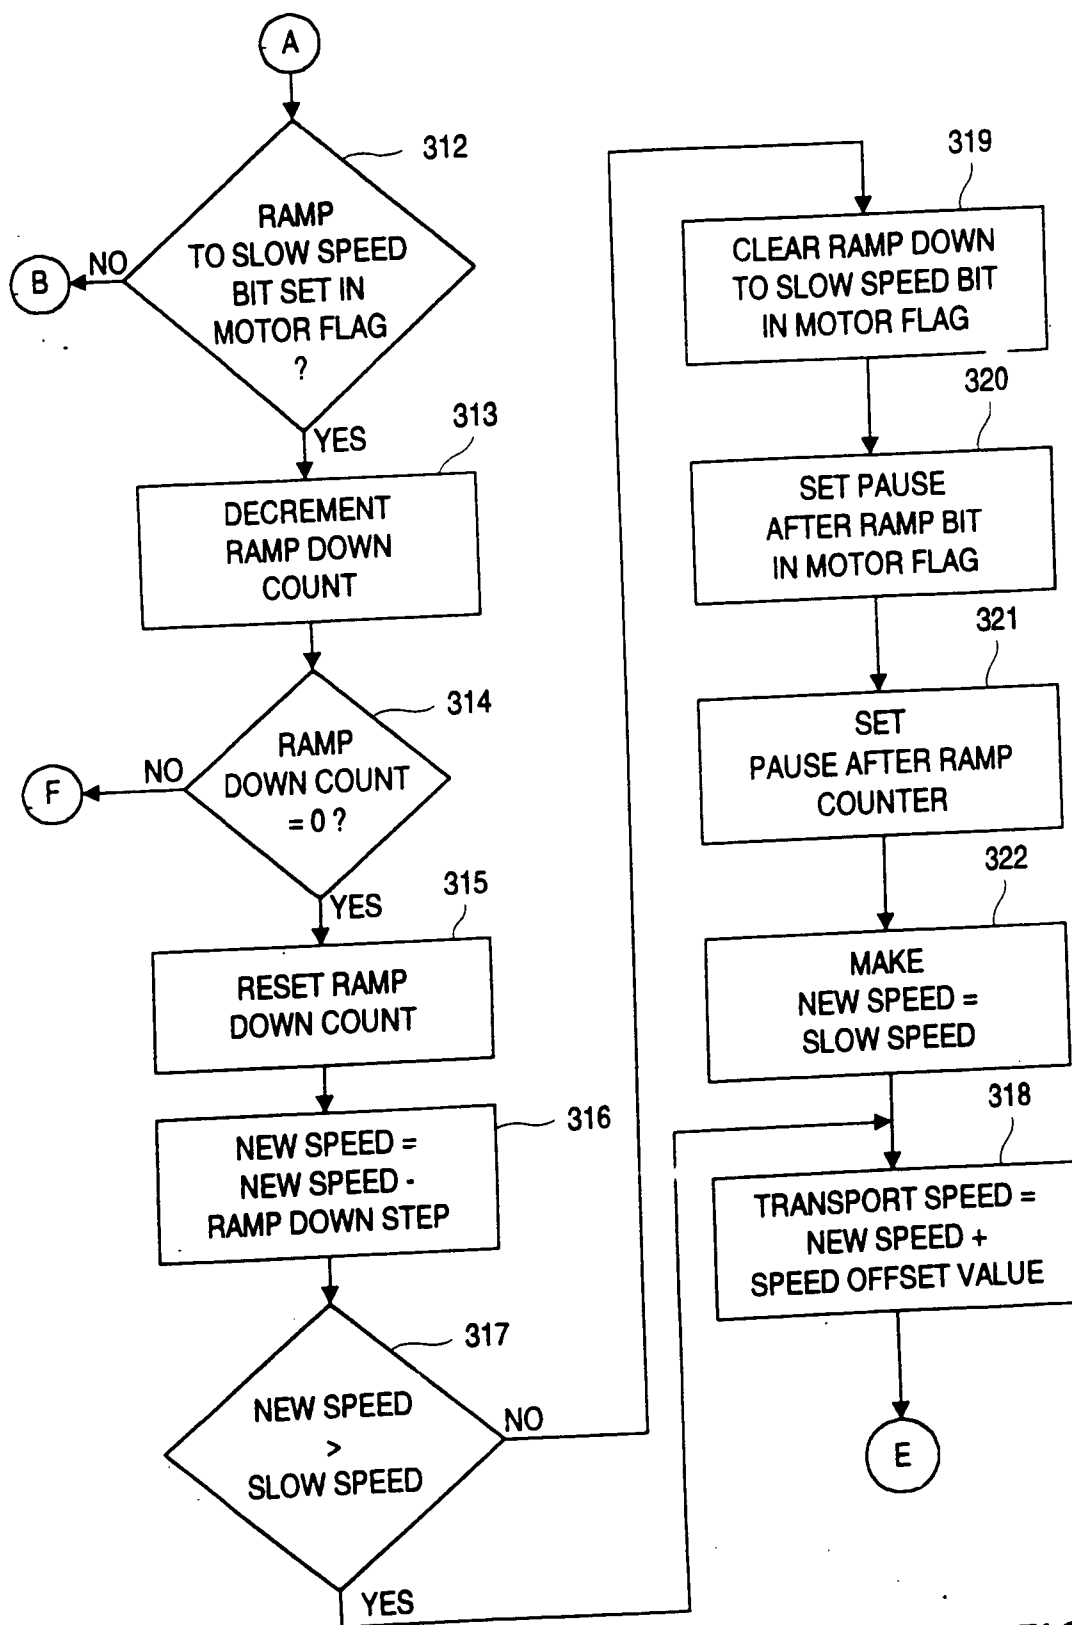 A
312
RAMP
TO SLOW SPEED
BIT SET IN
MOTOR FLAG
?
NO
B
YES
313
DECREMENT
RAMP DOWN
COUNT
314
RAMP
DOWN COUNT
= 0 ?
NO
F
YES
315
RESET RAMP
DOWN COUNT
316
NEW SPEED =
NEW SPEED -
RAMP DOWN STEP
317
NEW SPEED
>
SLOW SPEED
NO
YES
319
CLEAR RAMP DOWN
TO SLOW SPEED BIT
IN MOTOR FLAG
320
SET PAUSE
AFTER RAMP BIT
IN MOTOR FLAG
321
SET
PAUSE AFTER RAMP
COUNTER
322
MAKE
NEW SPEED =
SLOW SPEED
318
TRANSPORT SPEED =
NEW SPEED +
SPEED OFFSET VALUE
E